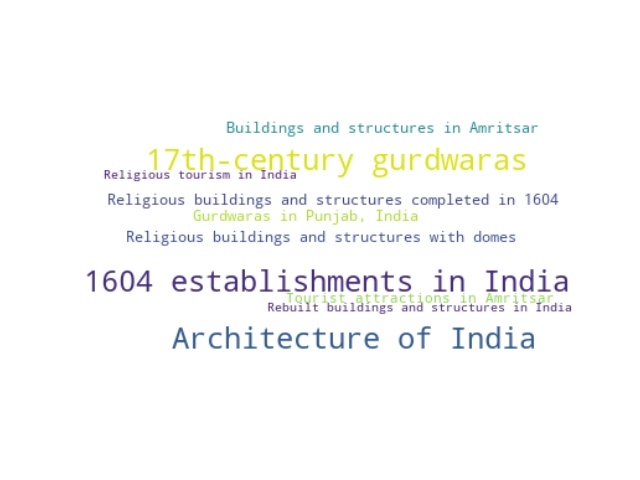 Buildings and structures in Amritsar
17th-century gurdwaras
Religious tourism in India
Religious buildings and structures completed in 1604
Gurdwaras in Punjab, India
Religious buildings and structures with domes
1604 establishments in India
Tourist attractions in Amritsar
Rebuilt buildings and structures in India
Architecture of India